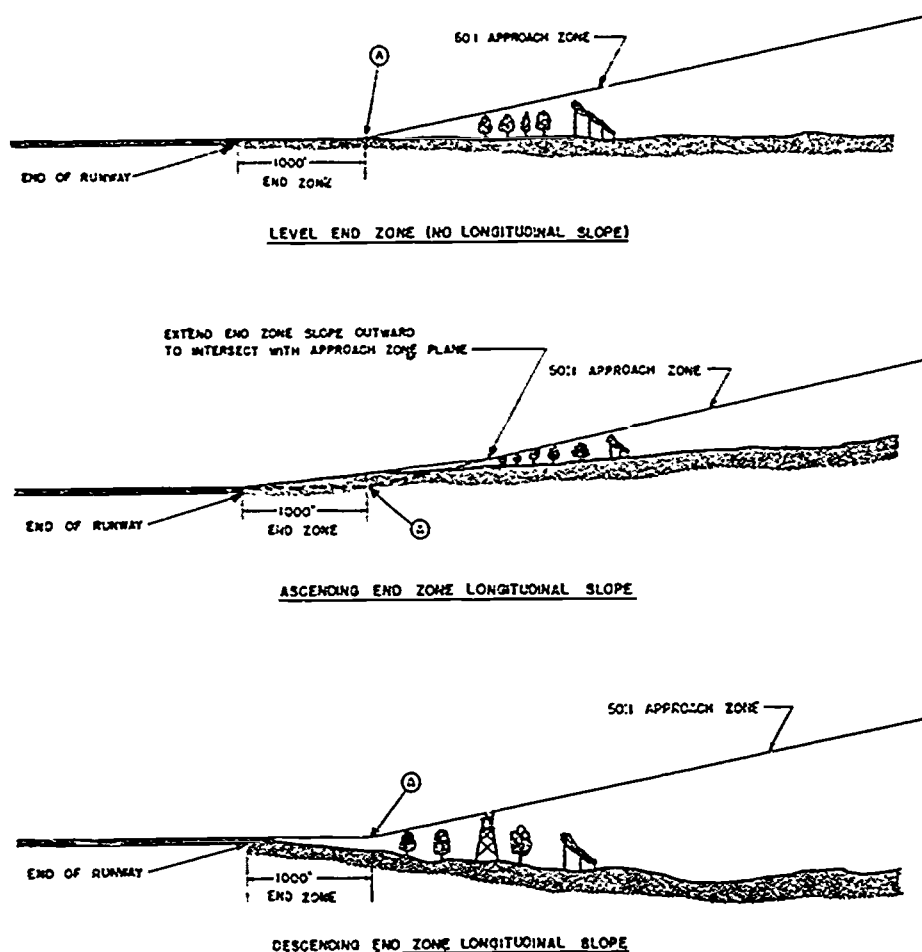 50:1 APPROACH ZONE
A
END OF RUNWAY
1000'
END ZONE
LEVEL END ZONE (NO LONGITUDINAL SLOPE)
EXTEND END ZONE SLOPE OUTWARD
TO INTERSECT WITH APPROACH ZONE PLANE
50:1 APPROACH ZONE
END OF RUNWAY
1000'
END ZONE
ASCENDING END ZONE LONGITUDINAL SLOPE
50:1 APPROACH ZONE
A
END OF RUNWAY
1000'
END ZONE
DESCENDING END ZONE LONGITUDINAL SLOPE